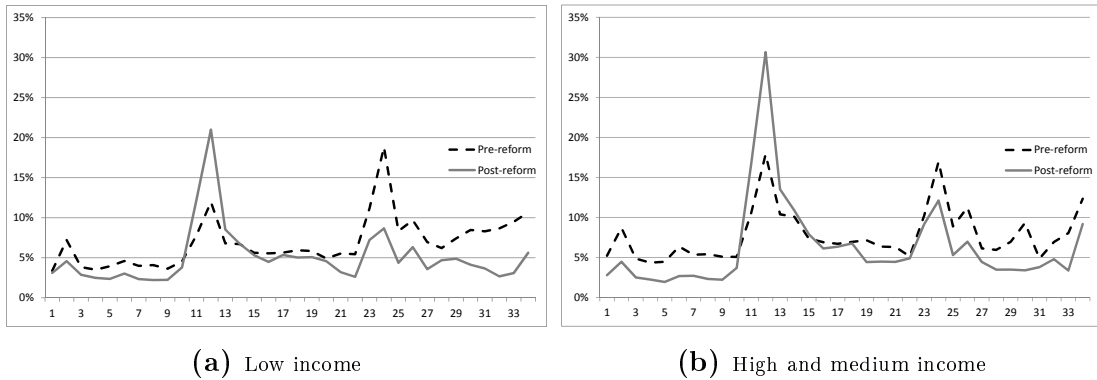 35%
30%
25%
20%
15%
10%
5%
0%
Pre-reform
Post-reform
1 3 5 7 9 11 13 15 17 19 21 23 25 27 29 31 33
(a) Low income
35%
30%
25%
20%
15%
10%
5%
0%
Pre-reform
Post-reform
1 3 5 7 9 11 13 15 17 19 21 23 25 27 29 31 33
(b) High and medium income